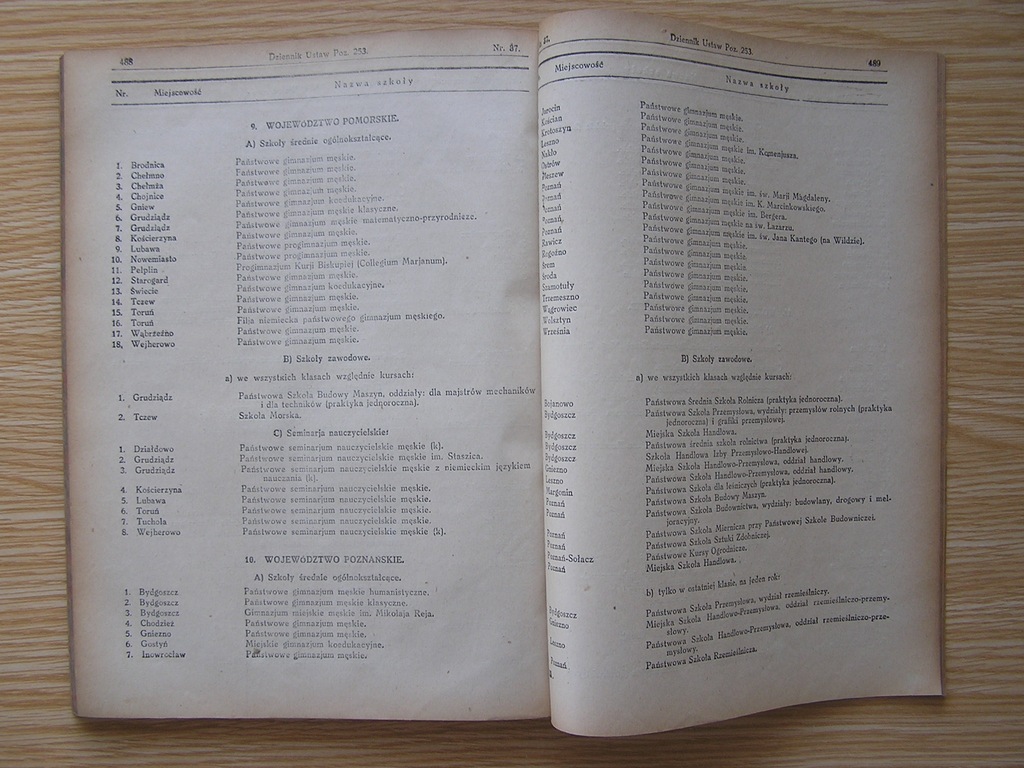 488
Dziennik Ustaw Poz. 253.
Nr. 37.
Nr.
Miejscowość
Nazwa szkoły
9. WOJEWÓDZTWO POMORSKIE.
A) Szkoły średnie ogólnokształcące.
1. Brodnica Państwowe gimnazjum męskie.
2. Chełmno Państwowe gimnazjum męskie.
3. Chełmża Państwowe gimnazjum męskie.
4. Chojnice Państwowe gimnazjum męskie.
5. Gniew Państwowe gimnazjum koedukacyjne.
6. Grudziądz Państwowe gimnazjum męskie klasyczne.
7. Grudziądz Państwowe gimnazjum męskie matematyczno-przyrodnicze.
8. Kościerzyna Państwowe gimnazjum męskie.
9. Lubawa Państwowe progimnazjum męskie.
10. Nowemiasto Państwowe progimnazjum męskie.
11. Pelplin Progimnazjum Kurji Biskupiej (Collegium Marjanum).
12. Starogard Państwowe gimnazjum męskie.
13. Świecie Państwowe gimnazjum koedukacyjne.
14. Tczew Państwowe gimnazjum męskie.
15. Toruń Państwowe gimnazjum męskie.
16. Toruń Filja niemiecka państwowego gimnazjum męskiego.
17. Wąbrzeźno Państwowe gimnazjum męskie.
18. Wejherowo Państwowe gimnazjum męskie.
B) Szkoły zawodowe.
a) we wszystkich klasach względnie kursach:
1. Grudziądz Państwowa Szkoła Budowy Maszyn, oddziały: dla majstrów mechaników
i dla techników (praktyka jednoroczna).
2. Tczew Szkoła Morska.
C) Seminarja nauczycielskie:
1. Działdowo Państwowe seminarjum nauczycielskie męskie (k).
2. Grudziądz Państwowe seminarjum nauczycielskie męskie im. Staszica.
3. Grudziądz Państwowe seminarjum nauczycielskie męskie z niemieckim językiem
nauczania (k).
4. Kościerzyna Państwowe seminarjum nauczycielskie męskie.
5. Lubawa Państwowe seminarjum nauczycielskie męskie.
6. Toruń Państwowe seminarjum nauczycielskie męskie.
7. Tuchola Państwowe seminarjum nauczycielskie męskie.
8. Wejherowo Państwowe seminarjum nauczycielskie męskie (k).
10. WOJEWÓDZTWO POZNAŃSKIE.
A) Szkoły średnie ogólnokształcące.
1. Bydgoszcz Państwowe gimnazjum męskie humanistyczne.
2. Bydgoszcz Państwowe gimnazjum męskie klasyczne.
3. Bydgoszcz Gimnazjum miejskie męskie im. Mikołaja Reja.
4. Chodzież Państwowe gimnazjum męskie.
5. Gniezno Państwowe gimnazjum męskie.
6. Gostyń Miejskie gimnazjum koedukacyjne.
7. Inowrocław Państwowe gimnazjum męskie.
37.
Dziennik Ustaw Poz. 253.
489
Miejscowość
Nazwa szkoły
Jarocin Państwowe gimnazjum męskie.
Kościan Państwowe gimnazjum męskie.
Krotoszyn Państwowe gimnazjum męskie.
Leszno Państwowe gimnazjum męskie im. Komeniusza.
Nakło Państwowe gimnazjum męskie.
Ostrów Państwowe gimnazjum męskie.
Pleszew Państwowe gimnazjum męskie.
Poznań Państwowe gimnazjum męskie im. św. Marji Magdaleny.
Poznań Państwowe gimnazjum męskie im. K. Marcinkowskiego.
Poznań Państwowe gimnazjum męskie im. Bergera.
Poznań Państwowe gimnazjum męskie na św. Łazarzu.
Poznań Państwowe gimnazjum męskie im. św. Jana Kantego (na Wildzie).
Rawicz Państwowe gimnazjum męskie.
Rogoźno Państwowe gimnazjum męskie.
Śrem Państwowe gimnazjum męskie.
Środa Państwowe gimnazjum męskie.
Szamotuły Państwowe gimnazjum męskie.
Trzemeszno Państwowe gimnazjum męskie.
Wągrowiec Państwowe gimnazjum męskie.
Wolsztyn Państwowe gimnazjum męskie.
Września Państwowe gimnazjum męskie.
B) Szkoły zawodowe.
a) we wszystkich klasach względnie kursach:
Bojanowo Państwowa Średnia Szkoła Rolnicza (praktyka jednoroczna).
Bydgoszcz Państwowa Szkoła Przemysłowa, wydziały: przemysłów rolnych (praktyka
jednoroczna) i grafiki przemysłowej.
Bydgoszcz Miejska Szkoła Handlowa.
Bydgoszcz Państwowa średnia szkoła rolnictwa (praktyka jednoroczna).
Bydgoszcz Szkoła Handlowa Izby Przemysłowo-Handlowej.
Gniezno Miejska Szkoła Handlowo-Przemysłowa, oddział handlowy.
Leszno Państwowa Szkoła Handlowo-Przemysłowa, oddział handlowy.
Margonin Państwowa Szkoła dla leśniczych (praktyka jednoroczna).
Poznań Państwowa Szkoła Budowy Maszyn.
Poznań Państwowa Szkoła Budownictwa, wydziały: budowlany, drogowy i mel-
joracyjny.
Poznań Państwowa Szkoła Miernicza przy Państwowej Szkole Budowniczej.
Poznań Państwowa Szkoła Sztuki Zdobniczej.
Poznań-Sołacz Państwowe Kursy Ogrodnicze.
Poznań Miejska Szkoła Handlowa.
b) tylko w ostatniej klasie, na jeden rok:
Bydgoszcz Państwowa Szkoła Przemysłowa, wydział rzemieślniczy.
Gniezno Miejska Szkoła Handlowo-Przemysłowa, oddział rzemieślniczo-przemy-
słowy.
Leszno Państwowa Szkoła Handlowo-Przemysłowa, oddział rzemieślniczo-prze-
mysłowy.
Poznań Państwowa Szkoła Rzemieślnicza.